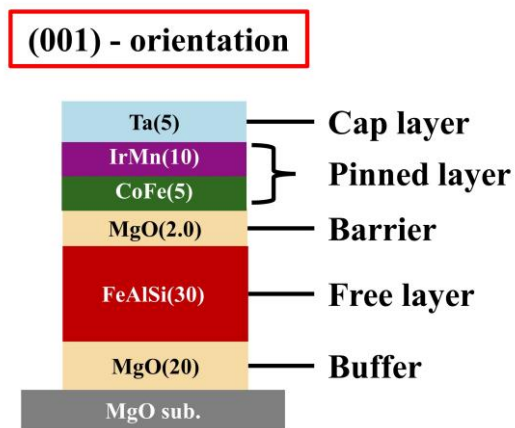 (001) - orientation
Ta(5)
Cap layer
IrMn(10)
Pinned layer
CoFe(5)
MgO(2.0)
Barrier
FeAlSi(30)
Free layer
MgO(20)
Buffer
MgO sub.